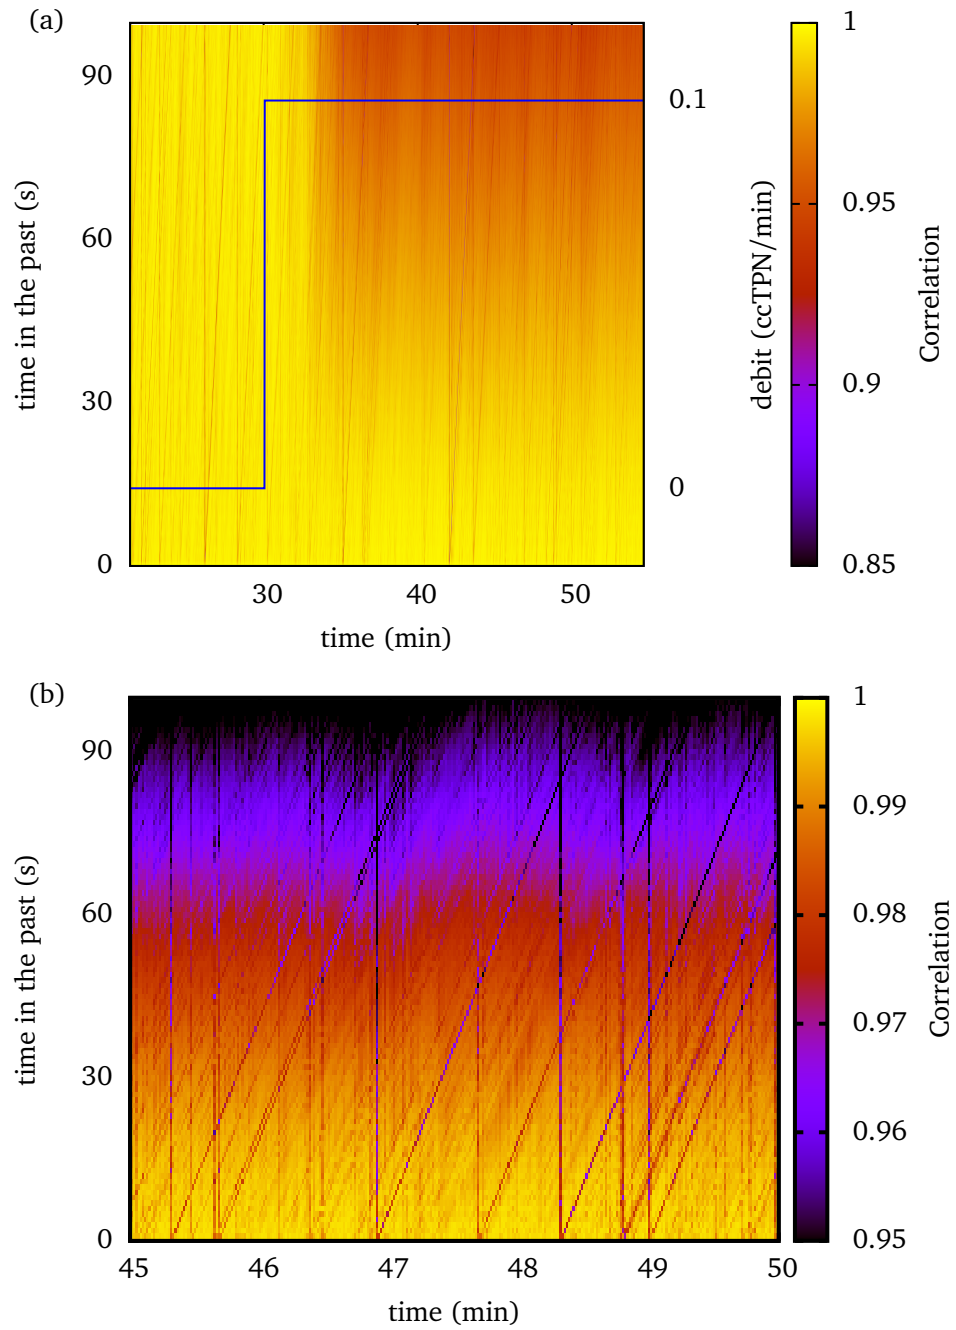 (a)
90
60
30
0
time in the past (s)
30 40 50
time (min)
0.1
0
debit (ccTPN/min)
1
0.95
0.9
0.85
Correlation
(b)
90
60
30
0
time in the past (s)
45 46 47 48 49 50
time (min)
1
0.99
0.98
0.97
0.96
0.95
Correlation